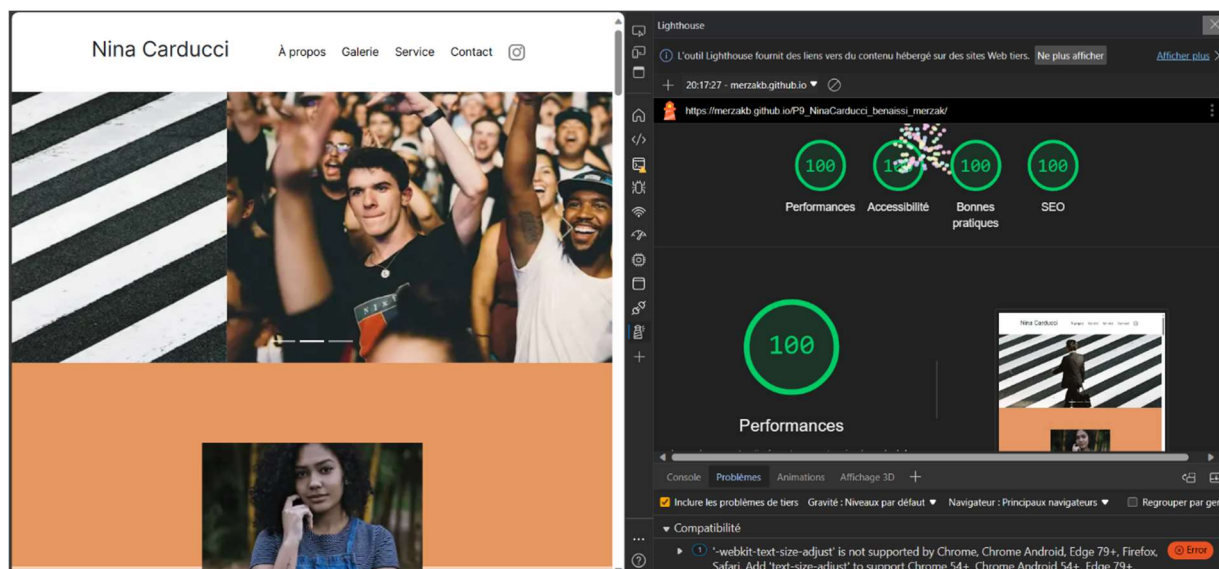 Nina Carducci
À propos Galerie Service Contact
NINA
Lighthouse
L'outil Lighthouse fournit des liens vers du contenu hébergé sur des sites Web tiers. Ne plus afficher Afficher plus
20:17:27 - merzakb.github.io
https://merzakb.github.io/P9_NinaCarducci_benaissi_merzak/
100 100 100 100
Performances Accessibilité Bonnes pratiques SEO
100
Performances
Nina Carducci
Console Problèmes Animations Affichage 3D
Inclure les problèmes de tiers Gravité : Niveaux par défaut Navigateur : Principaux navigateurs Regrouper par ger
Compatibilité
1 '-webkit-text-size-adjust' is not supported by Chrome, Chrome Android, Edge 79+, Firefox, Error
Safari. Add 'text-size-adjust' to support Chrome 54+, Chrome Android 54+, Edge 79+,